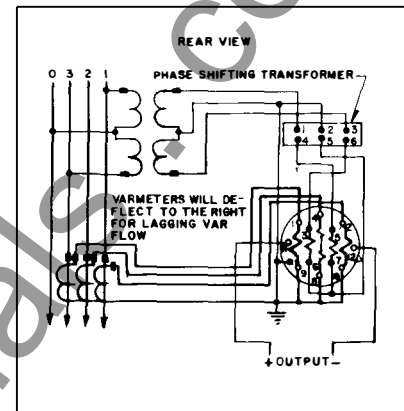 REAR VIEW
0 3 2 1
PHASE SHIFTING TRANSFORMER
1 2 3
4 5 6
VARMETERS WILL DE-
FLECT TO THE RIGHT
FOR LAGGING VAR
FLOW
+OUTPUT-